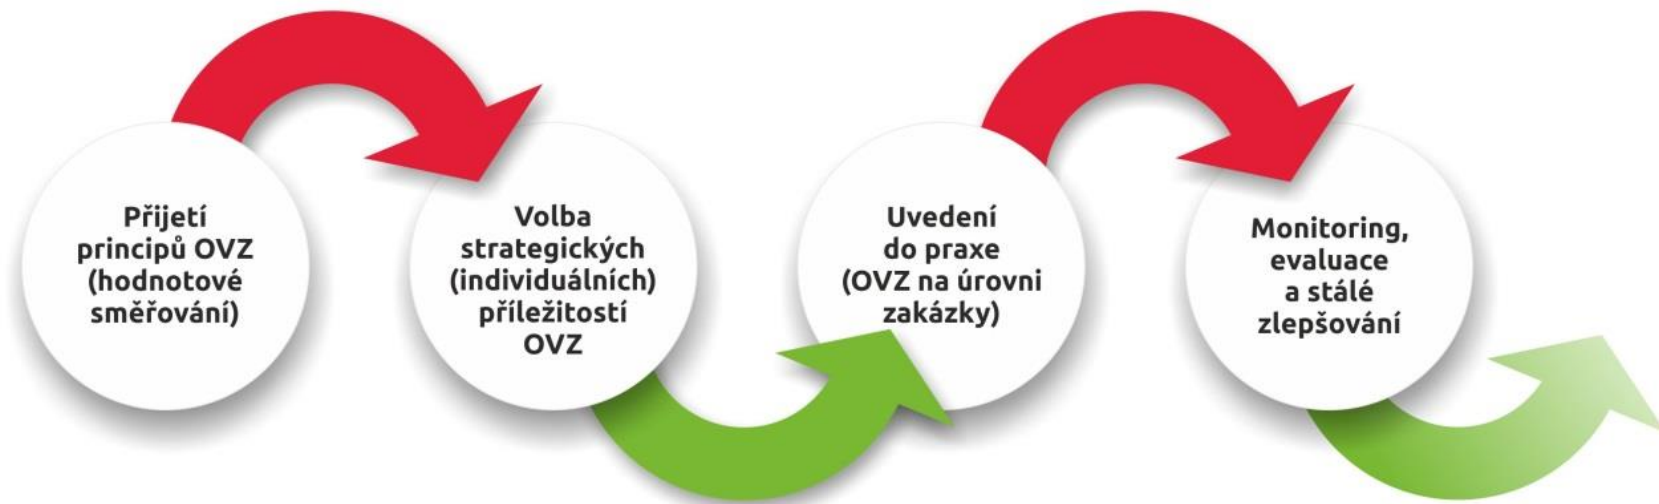 Přijetí
principů OVZ
(hodnotové
směřování)
Volba
strategických
(individuálních)
příležitostí
OVZ
Uvedení
do praxe
(OVZ na úrovni
zakázky)
Monitoring,
evaluace
a stálé
zlepšování